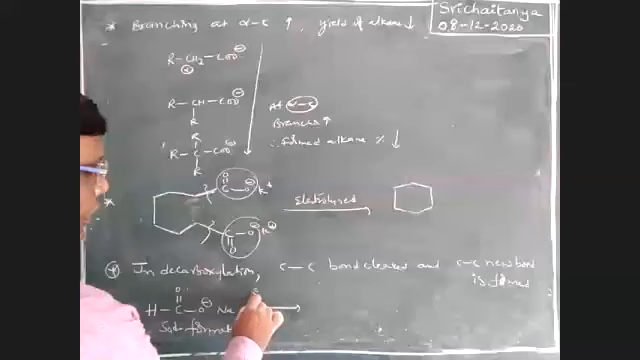 * Branching at α-C ↑, yield of alkane ↓
Srichaitanya
08-12-2020
R - CH₂ - COO⊖
(α)
R - CH - COO⊖
R
At α-C
Branches ↑
∴ formed alkane % ↓
R
R - C - COO⊖
R
O
C - O⊖ K⊕
Electrolysed
*
C - O⊖ K⊕
O
* In decarboxylation, C-C bond cleaved and C-C new bond
is formed
O
H - C - O⊖ Na
Sod. formate